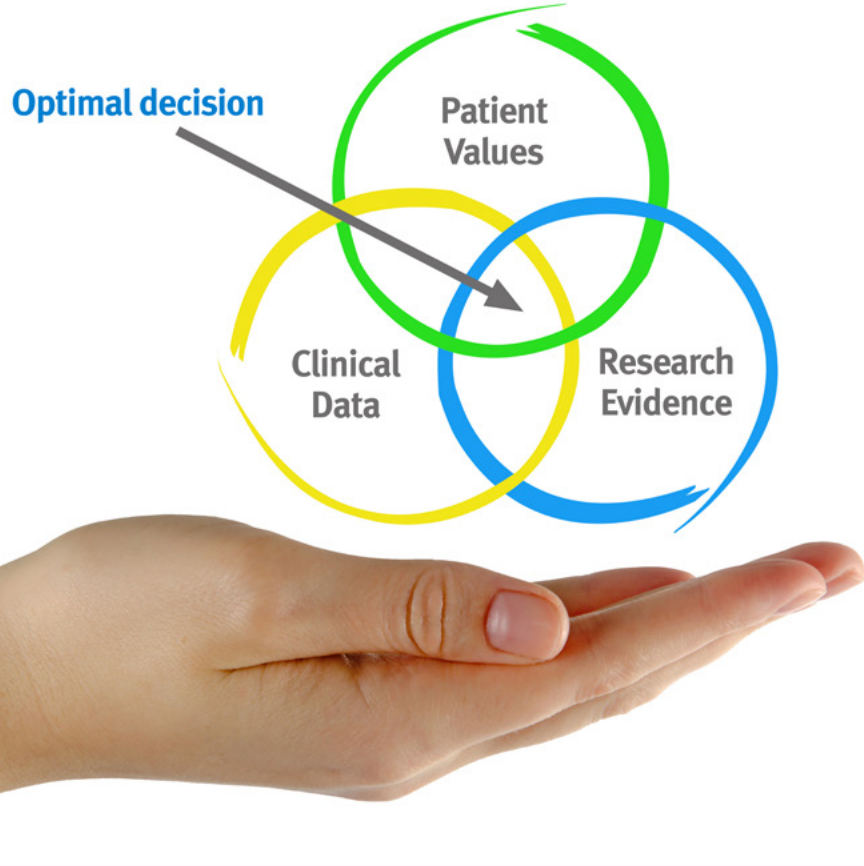 Optimal decision
Patient
Values
Clinical
Data
Research
Evidence